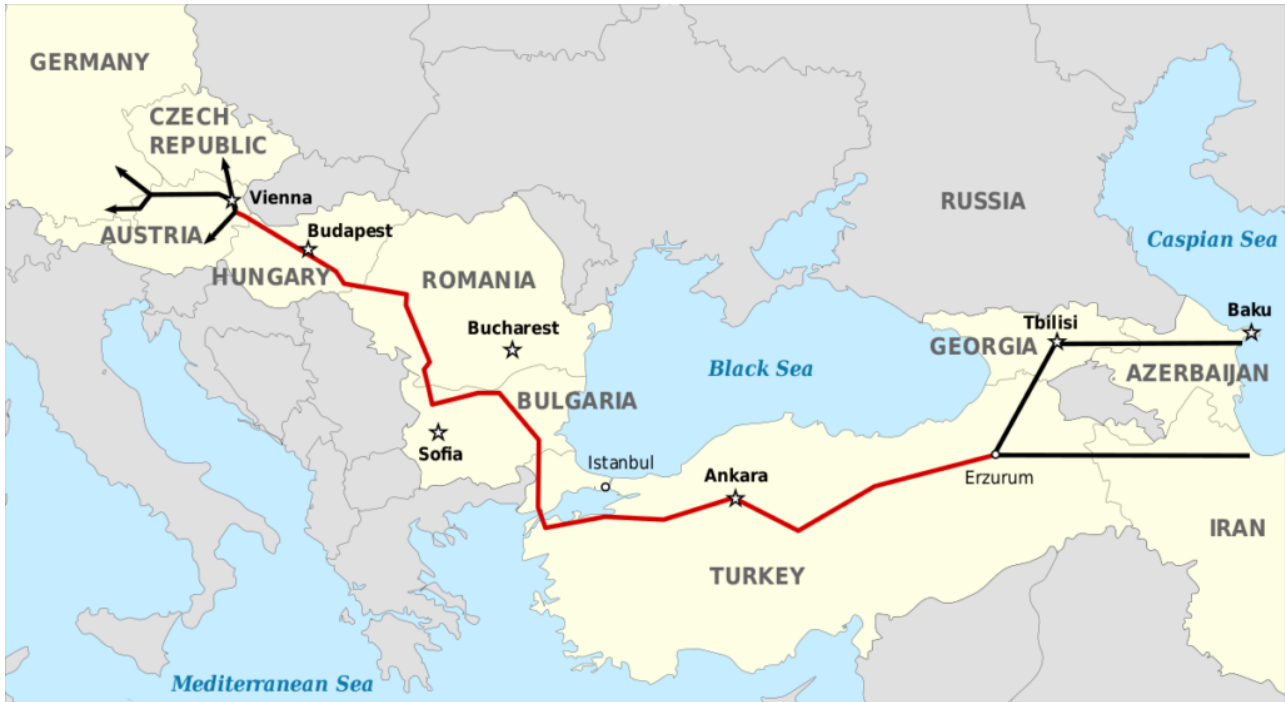 GERMANY
CZECH
REPUBLIC
Vienna
AUSTRIA
Budapest
HUNGARY
ROMANIA
Bucharest
BULGARIA
Sofia
Istanbul
Ankara
TURKEY
Black Sea
RUSSIA
Caspian Sea
Baku
Tbilisi
GEORGIA
AZERBAIJAN
Erzurum
IRAN
Mediterranean Sea